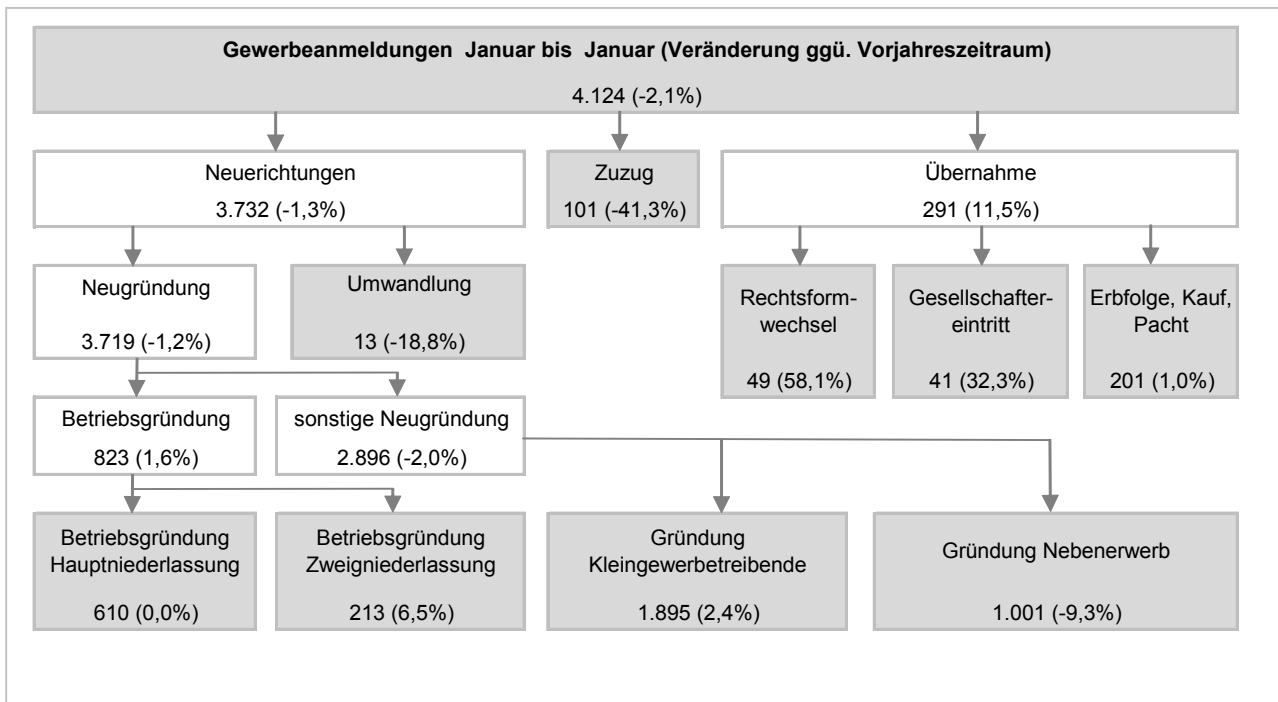 Gewerbeanmeldungen Januar bis Januar (Veränderung ggü. Vorjahreszeitraum)
4.124 (-2,1%)
Neuerichtungen
3.732 (-1,3%)
Zuzug
101 (-41,3%)
Übernahme
291 (11,5%)
Neugründung
3.719 (-1,2%)
Umwandlung
13 (-18,8%)
Rechtsform-
wechsel
49 (58,1%)
Gesellschafter-
eintritt
41 (32,3%)
Erbfolge, Kauf,
Pacht
201 (1,0%)
Betriebsgründung
823 (1,6%)
sonstige Neugründung
2.896 (-2,0%)
Betriebsgründung
Hauptniederlassung
610 (0,0%)
Betriebsgründung
Zweigniederlassung
213 (6,5%)
Gründung
Kleingewerbetreibende
1.895 (2,4%)
Gründung Nebenerwerb
1.001 (-9,3%)